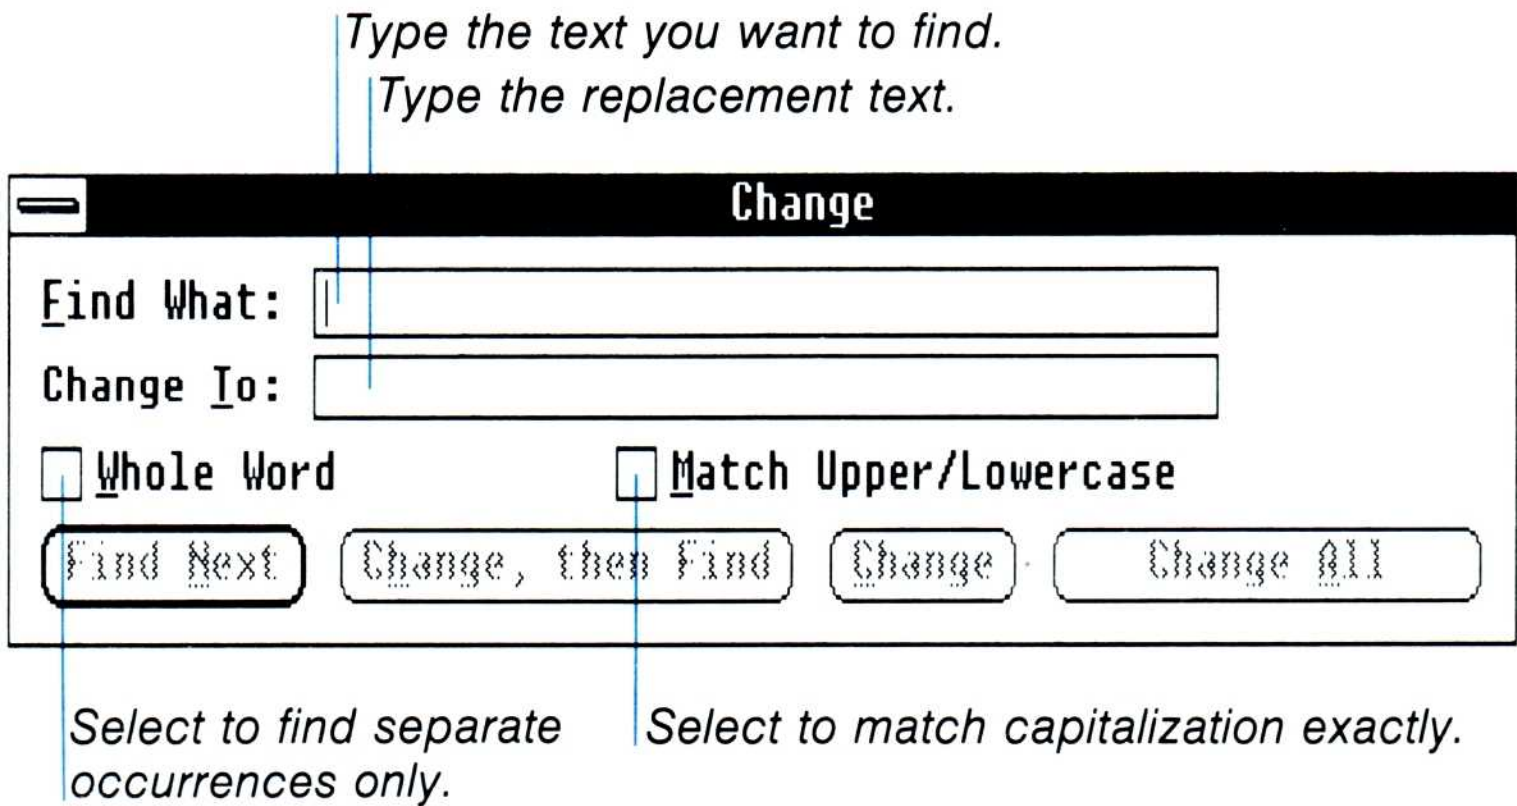 Type the text you want to find.
Type the replacement text.
Change
Find What:
Change To:
Whole Word
Match Upper/Lowercase
Find Next
Change, then Find
Change
Change All
Select to find separate
occurrences only.
Select to match capitalization exactly.